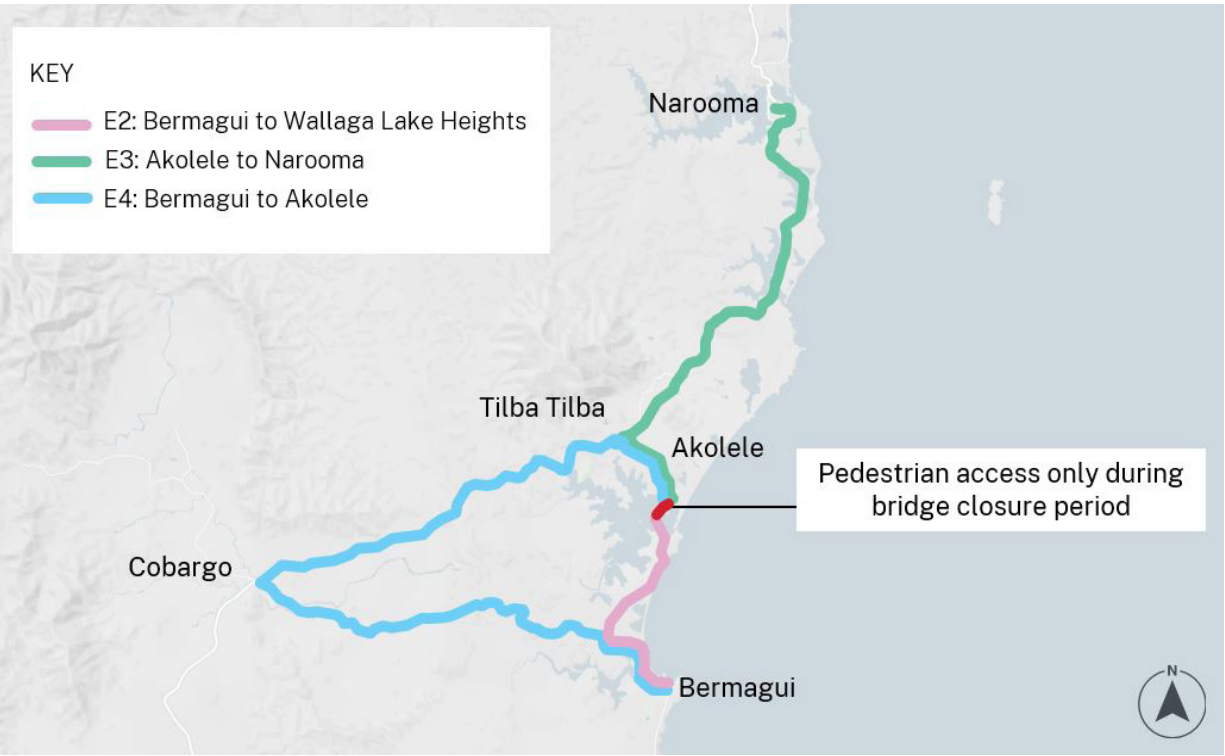 KEY
E2: Bermagui to Wallaga Lake Heights
E3: Akolele to Narooma
E4: Bermagui to Akolele
Narooma
Tilba Tilba
Akolele
Pedestrian access only during
bridge closure period
Cobargo
Bermagui
N